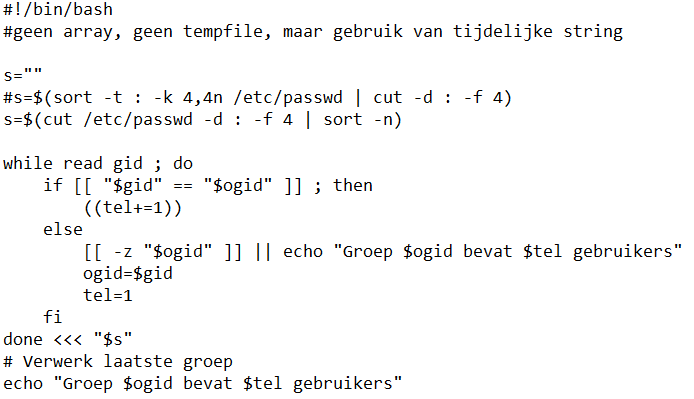 #!/bin/bash
#geen array, geen tempfile, maar gebruik van tijdelijke string

s=""
#s=$(sort -t : -k 4,4n /etc/passwd | cut -d : -f 4)
s=$(cut /etc/passwd -d : -f 4 | sort -n)

while read gid ; do
    if [[ "$gid" == "$ogid" ]] ; then
        ((tel+=1))
    else
        [[ -z "$ogid" ]] || echo "Groep $ogid bevat $tel gebruikers"
        ogid=$gid
        tel=1
    fi
done <<< "$s"
# Verwerk laatste groep
echo "Groep $ogid bevat $tel gebruikers"